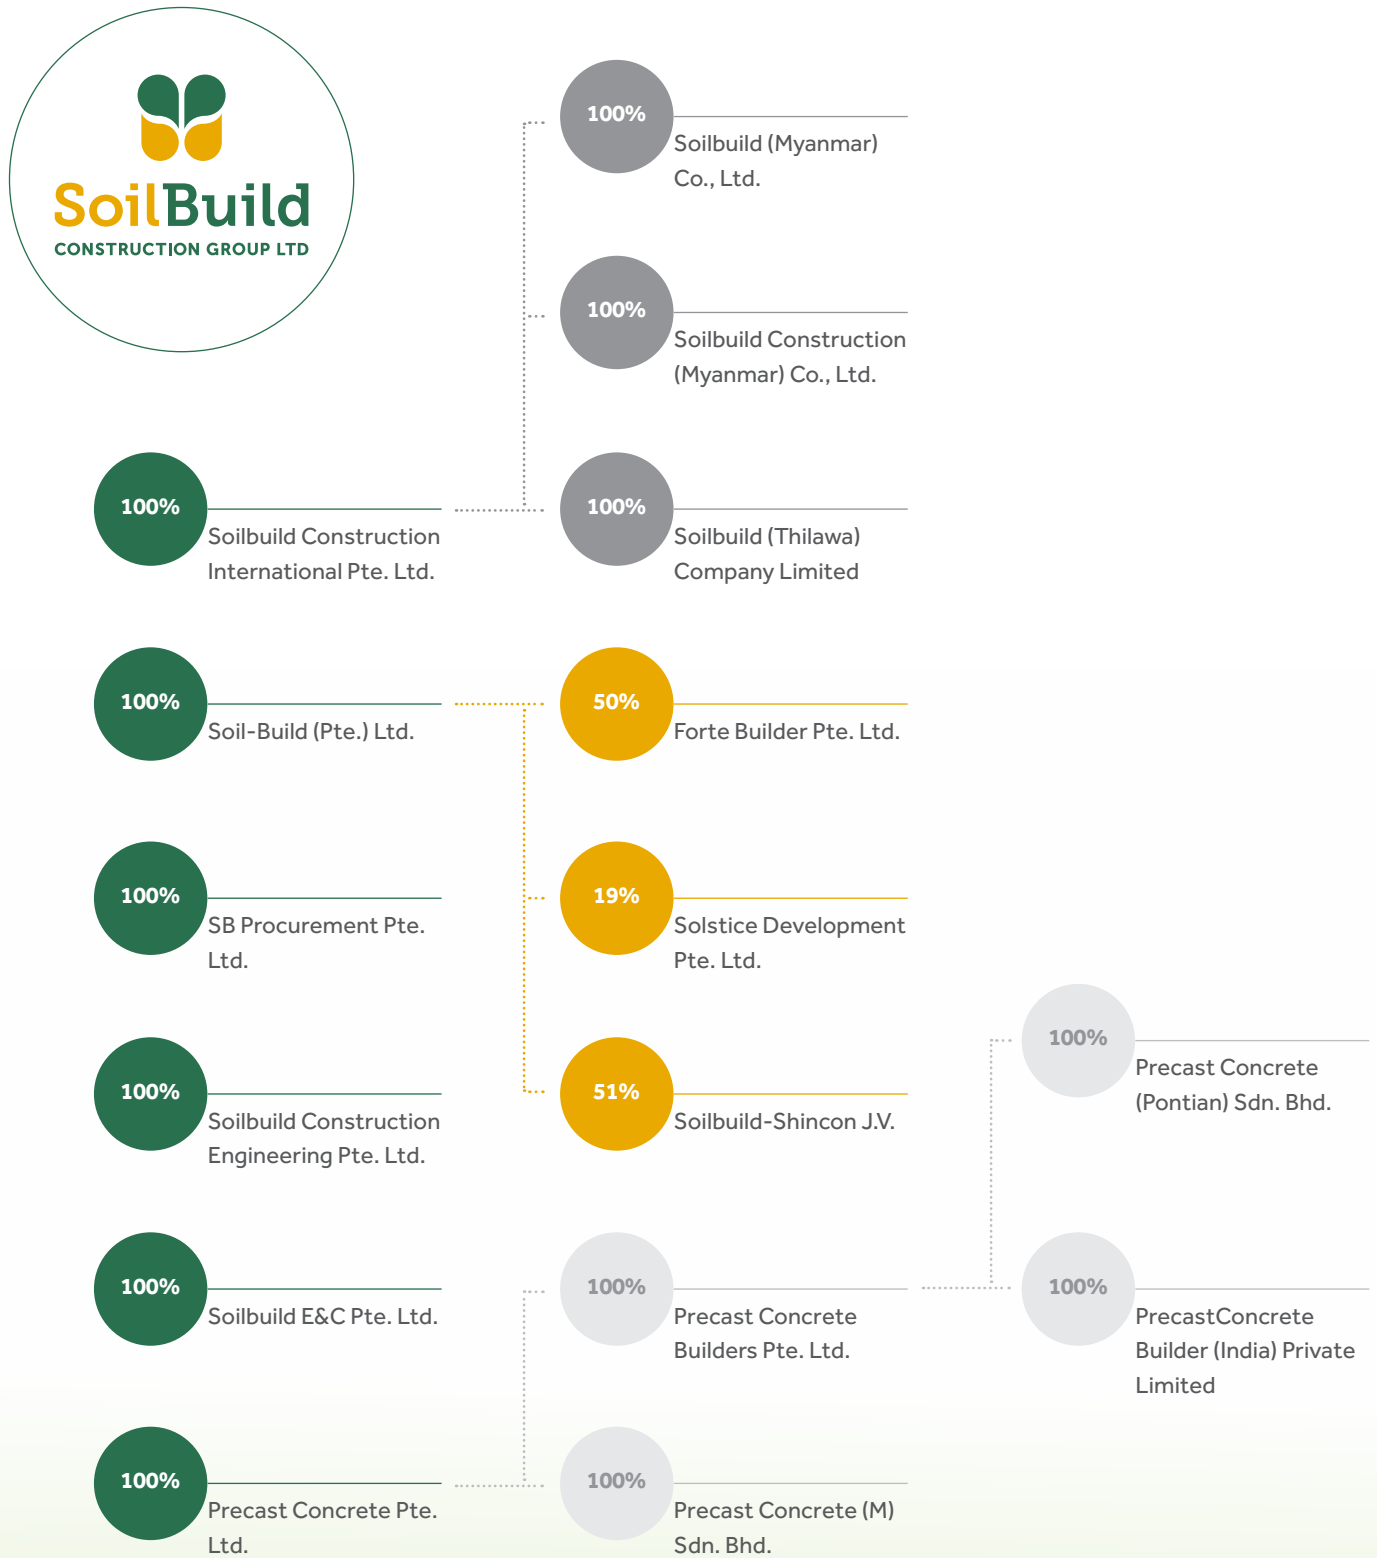 SoilBuild
CONSTRUCTION GROUP LTD
100%
Soilbuild (Myanmar)
Co., Ltd.
100%
Soilbuild Construction
(Myanmar) Co., Ltd.
100%
Soilbuild Construction
International Pte. Ltd.
100%
Soilbuild (Thilawa)
Company Limited
100%
Soil-Build (Pte.) Ltd.
50%
Forte Builder Pte. Ltd.
100%
SB Procurement Pte.
Ltd.
19%
Solstice Development
Pte. Ltd.
100%
Soilbuild Construction
Engineering Pte. Ltd.
51%
Soilbuild-Shincon J.V.
100%
Precast Concrete
(Pontian) Sdn. Bhd.
100%
Soilbuild E&C Pte. Ltd.
100%
Precast Concrete
Builders Pte. Ltd.
100%
PrecastConcrete
Builder (India) Private
Limited
100%
Precast Concrete Pte.
Ltd.
100%
Precast Concrete (M)
Sdn. Bhd.